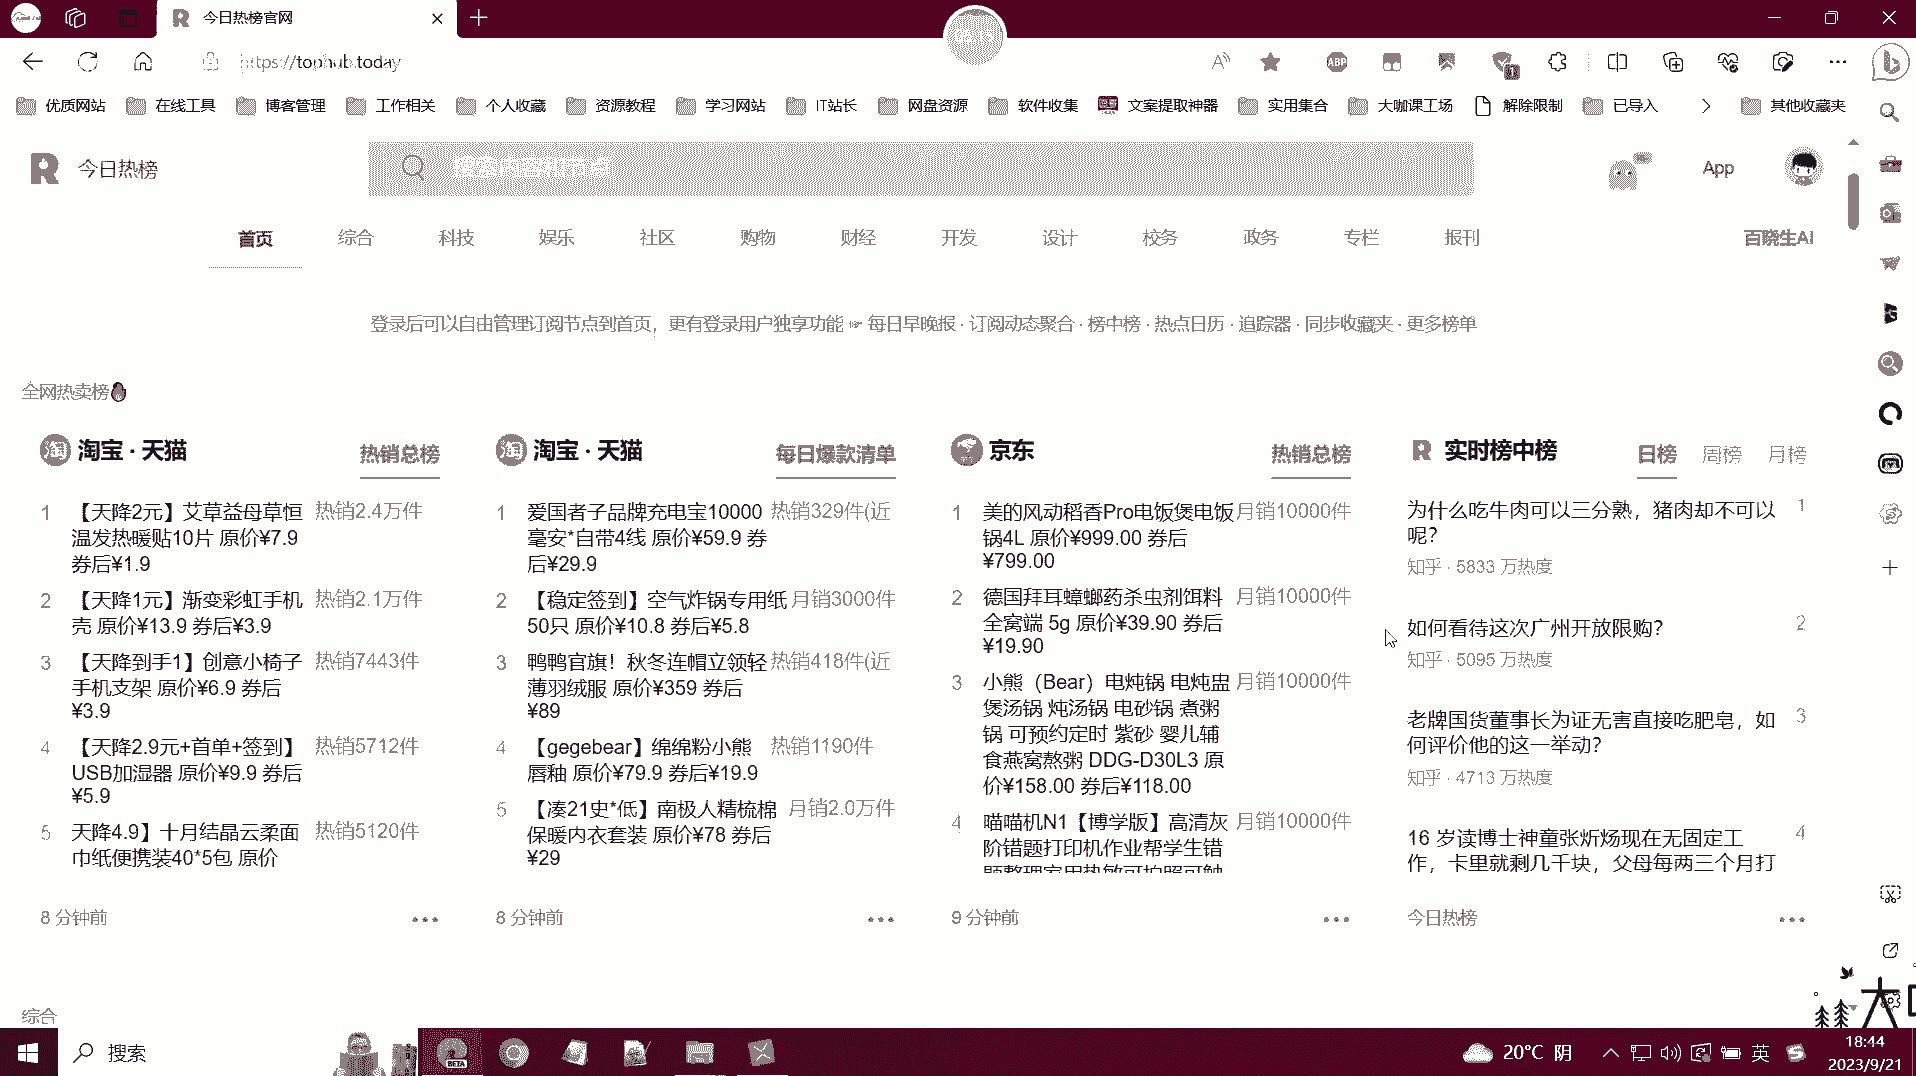 今日热榜官网
https://tophub.today
优质网站
在线工具
博客管理
工作相关
个人收藏
资源教程
学习网站
IT站长
网盘资源
软件收集
文案提取神器
实用集合
大咖课工场
解除限制
已导入
其他收藏夹
今日热榜
App
首页
综合
科技
娱乐
社区
购物
财经
开发
设计
校务
政务
专栏
报刊
百晓生AI
登录后可以自由管理订阅节点到首页，更有登录用户独享功能 ☞ 每日早晚报 · 订阅动态聚合 · 榜中榜 · 热点日历 · 追踪器 · 同步收藏夹 · 更多榜单
全网热卖榜
淘宝 · 天猫
热销总榜
1 【天降2元】艾草益母草恒 热销2.4万件
温发热暖贴10片 原价¥7.9
券后¥1.9
2 【天降1元】渐变彩虹手机 热销2.1万件
壳 原价¥13.9 券后¥3.9
3 【天降到手1】创意小椅子 热销7443件
手机支架 原价¥6.9 券后
¥3.9
4 【天降2.9元+首单+签到】 热销5712件
USB加湿器 原价¥9.9 券后
¥5.9
5 天降4.9】十月结晶云柔面 热销5120件
巾纸便携装40*5包 原价
8 分钟前
淘宝 · 天猫
每日爆款清单
1 爱国者子品牌充电宝10000 热销329件(近
毫安*自带4线 原价¥59.9 券
后¥29.9
2 【稳定签到】空气炸锅专用纸 月销3000件
50只 原价¥10.8 券后¥5.8
3 鸭鸭官旗！秋冬连帽立领轻 热销418件(近
薄羽绒服 原价¥359 券后
¥89
4 【gegebear】绵绵粉小熊 热销1190件
唇釉 原价¥79.9 券后¥19.9
5 【凑21史*低】南极人精梳棉 月销2.0万件
保暖内衣套装 原价¥78 券后
¥29
8 分钟前
京东
热销总榜
1 美的风动稻香Pro电饭煲电饭 月销10000件
锅4L 原价¥999.00 券后
¥799.00
2 德国拜耳蟑螂药杀虫剂饵料 月销10000件
全窝端 5g 原价¥39.90 券后
¥19.90
3 小熊（Bear）电炖锅 电炖盅 月销10000件
煲汤锅 炖汤锅 电砂锅 煮粥
锅 可预约定时 紫砂 婴儿辅
食燕窝熬粥 DDG-D30L3 原
价¥158.00 券后¥118.00
4 喵喵机N1【博学版】高清灰 月销10000件
阶错题打印机作业帮学生错
9 分钟前
实时榜中榜
日榜
周榜
月榜
为什么吃牛肉可以三分熟，猪肉却不可以 1
呢？
知乎 · 5833 万热度
如何看待这次广州开放限购？ 2
知乎 · 5095 万热度
老牌国货董事长为证无害直接吃肥皂，如 3
何评价他的这一举动？
知乎 · 4713 万热度
16 岁读博士神童张炘炀现在无固定工 4
作，卡里就剩几千块，父母每两三个月打
今日热榜
综合
搜索
BETA
20°C 阴
英
18:44
2023/9/21